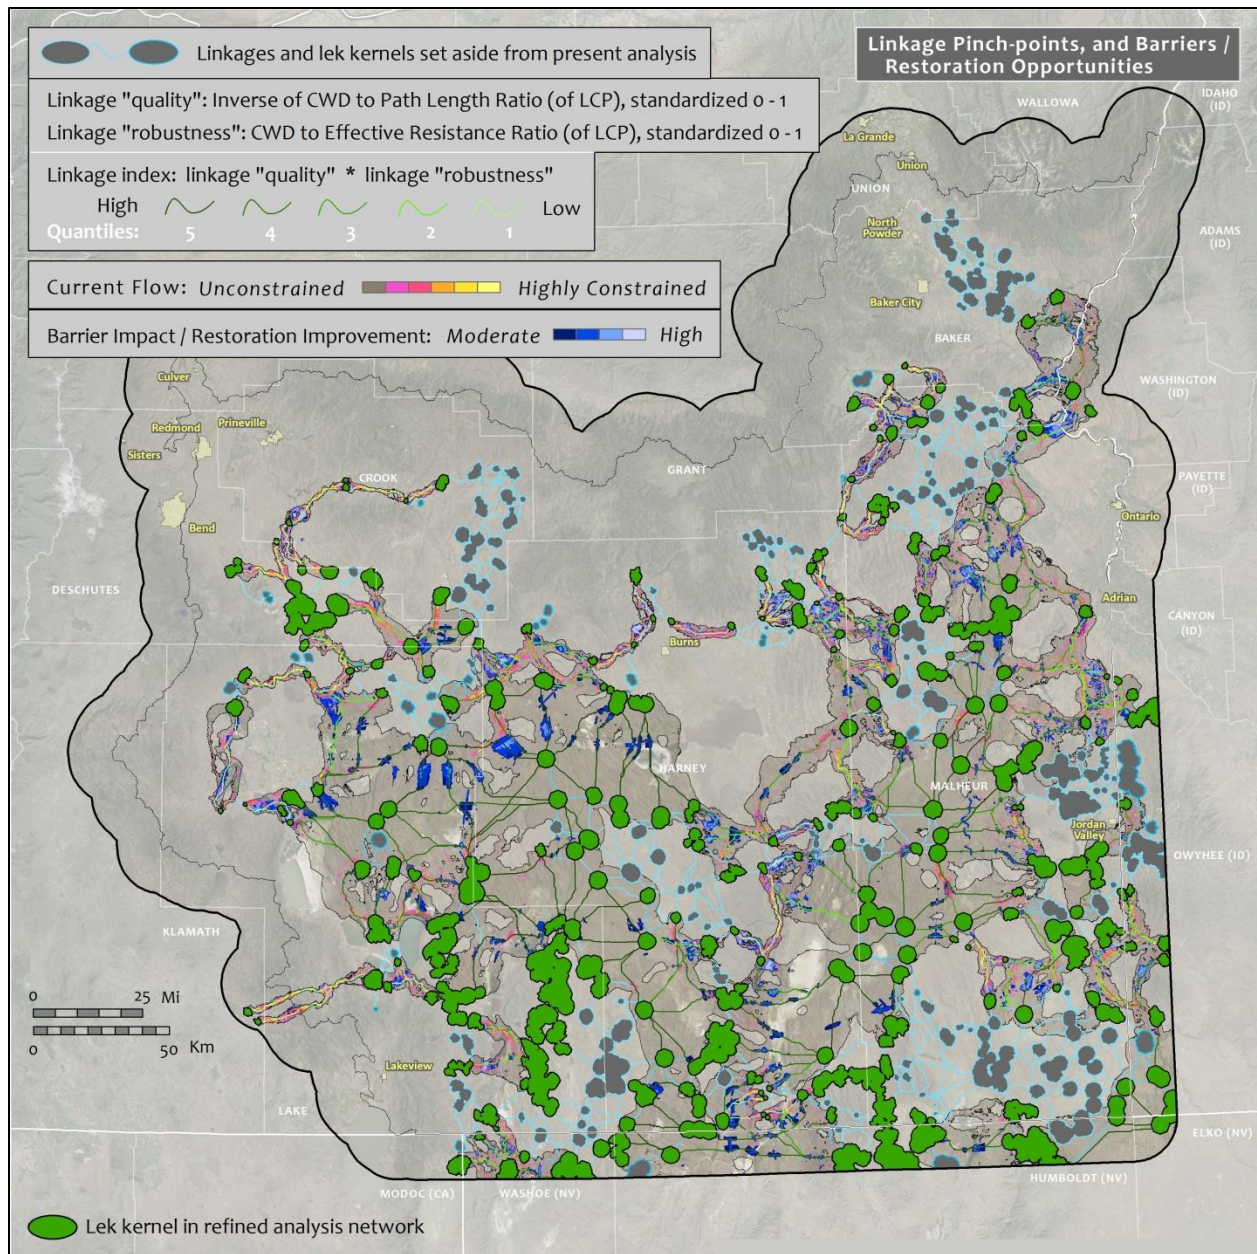 Linkages and lek kernels set aside from present analysis
Linkage Pinch-points, and Barriers /
Restoration Opportunities
Linkage "quality": Inverse of CWD to Path Length Ratio (of LCP), standardized 0 - 1
Linkage "robustness": CWD to Effective Resistance Ratio (of LCP), standardized 0 - 1
Linkage index: linkage "quality" * linkage "robustness"
High Low
Quantiles: 5 4 3 2 1
Current Flow: Unconstrained Highly Constrained
Barrier Impact / Restoration Improvement: Moderate High
IDAHO
(ID)
WALLOWA
La Grande
Union
UNION
North
Powder
ADAMS
(ID)
Baker City
BAKER
WASHINGTON
(ID)
Culver
Redmond
Prineville
Sisters
CROOK
GRANT
PAYETTE
(ID)
Bend
Ontario
DESCHUTES
Adrian
CANYON
(ID)
Burns
HARNEY
MALHEUR
Jordan
Valley
OWYHEE (ID)
KLAMATH
0 25 Mi
0 50 Km
Lakeview
LAKE
ELKO (NV)
MODOC (CA)
WASHOE (NV)
HUMBOLDT (NV)
Lek kernel in refined analysis network